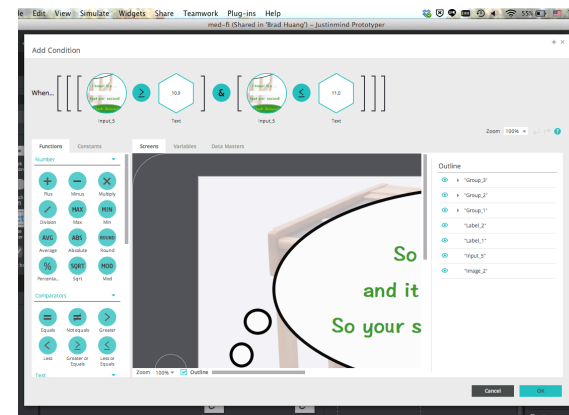 Edit View Simulate Widgets Share Teamwork Plug-ins Help 55%
med-fi (Shared in 'Brad Huang') – Justinmind Prototyper
Add Condition
When... [ [ [ ≥ 10.0 ] & [ ≤ 11.0 ] ] ]
Input_5 Text Input_5 Text
Zoom 100%
Functions Constants Screens Variables Data Masters
Number
Outline
+ − ×
Plus Minus Multiply
"Group_3"
"Group_2"
/ MAX MIN
Division Max Min
"Group_1"
"Label_2"
AVG ABS ROUND
Average Absolute Round
"Label_1"
"Input_5"
% SQRT MOD
Percenta... Sqrt Mod
"Image_2"
So
and it
So your s
Comparators
= ≠ >
Equals Not equals Greater
< ≥ ≤
Less Greater or Equals Less or Equals
Text
Zoom 100% Outline
Cancel OK